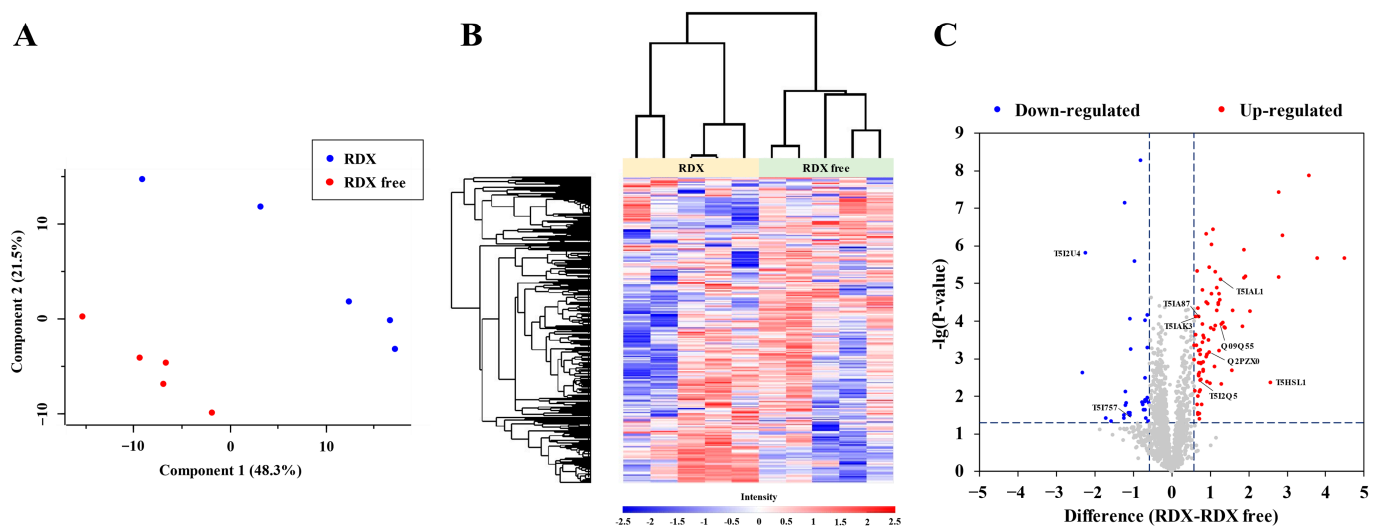 A
RDX
RDX free
10
0
−10
Component 2 (21.5%)
−10
0
10
Component 1 (48.3%)
B
RDX
RDX free
Intensity
-2.5
-2
-1.5
-1
-0.5
0
0.5
1
1.5
2
2.5
C
Down-regulated
Up-regulated
9
8
7
6
5
4
3
2
1
0
-lg(P-value)
T5I2U4
T5IAL1
T5IA87
T5IAK3
Q09Q55
Q2PZX0
T5HSL1
T5I2Q5
T5I757
−5
−4
−3
−2
−1
0
1
2
3
4
5
Difference (RDX-RDX free)